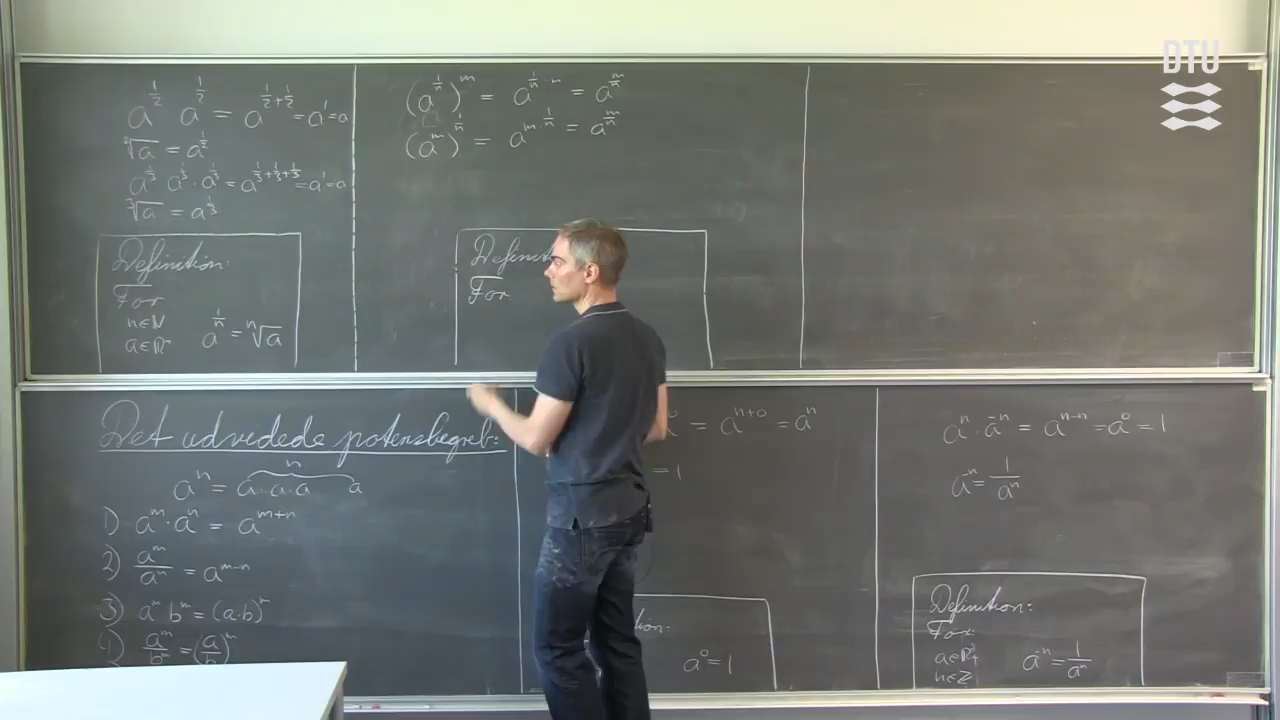 DTU
a^{1/2} a^{1/2} = a^{1/2+1/2} = a^1 = a
²√a = a^{1/2}
a^{1/3} a^{1/3} · a^{1/3} = a^{1/3+1/3+1/3} = a^1 = a
³√a = a^{1/3}
Definition:
For
n∈ℕ
a∈ℝ⁺ a^{1/n} = ⁿ√a
(a^{1/n})^m = a^{1/n · m} = a^{m/n}
(a^m)^{1/n} = a^{m · 1/n} = a^{m/n}
For
Det udvidede potensbegreb:
n
a^n = a·a·a a
1) a^m · a^n = a^{m+n}
2) a^m/a^n = a^{m-n}
3)
= a^{n+0} = a^n
= 1
a^0 = 1
a^n · a^{-n} = a^{n-n} = a^0 = 1
a^{-n} = 1/a^n
Definition:
For
n∈ℤ a^{-n} = 1/a^n